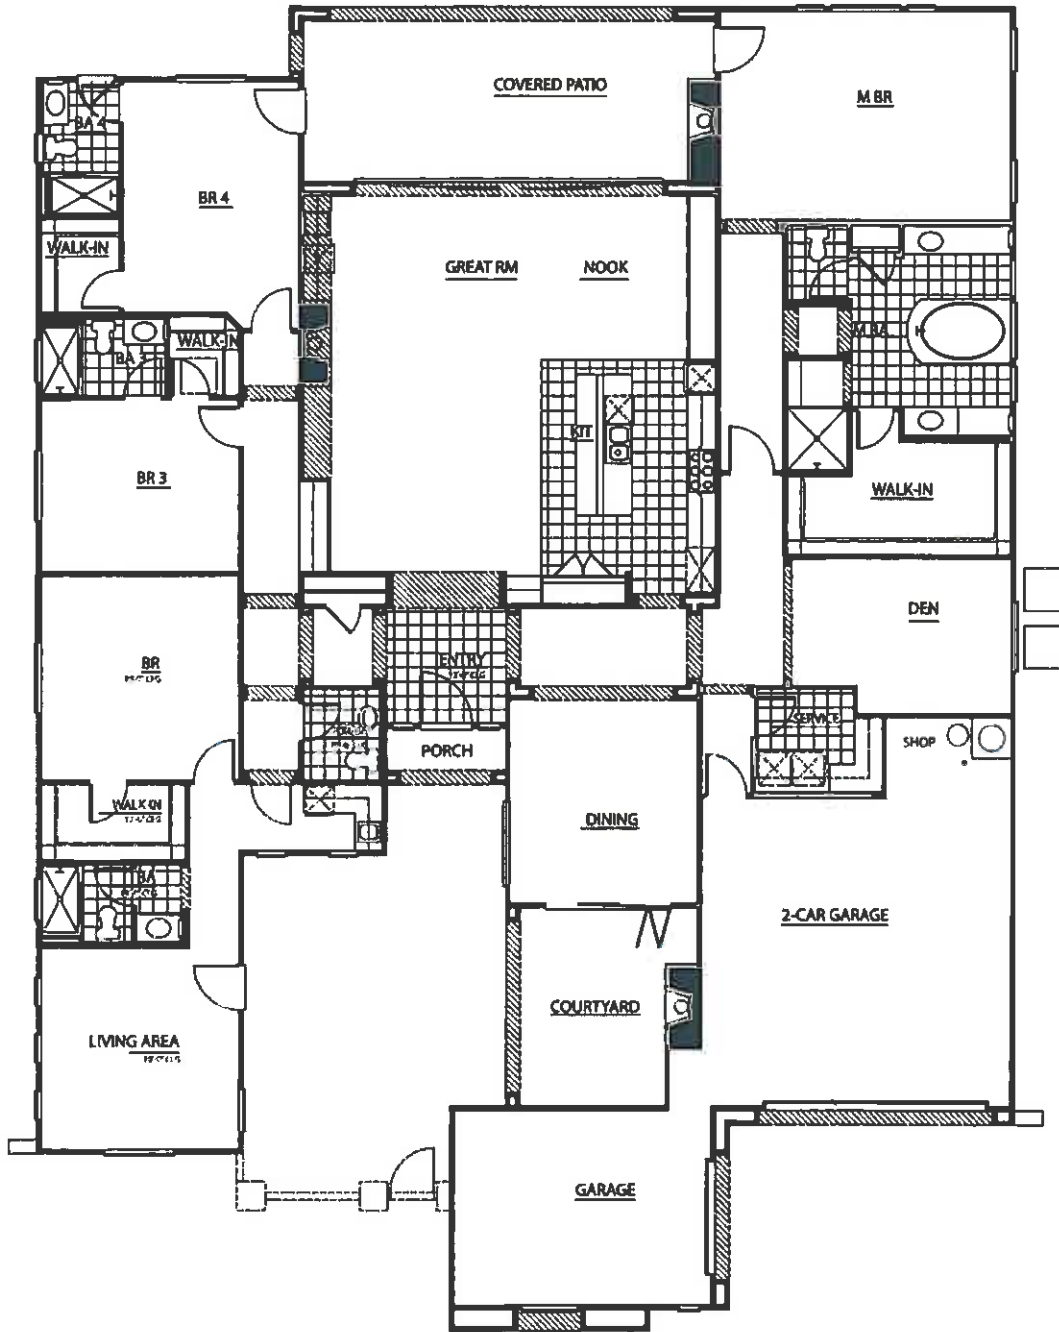 COVERED PATIO
M BR
BA 4
BR 4
WALK-IN
GREAT RM
NOOK
WALK-IN
BA 3
M BA
KIT
BR 3
WALK-IN
DEN
ENTRY
BR
SERVICE
SHOP
PORCH
WALK IN
DINING
BA
2-CAR GARAGE
COURTYARD
LIVING AREA
GARAGE